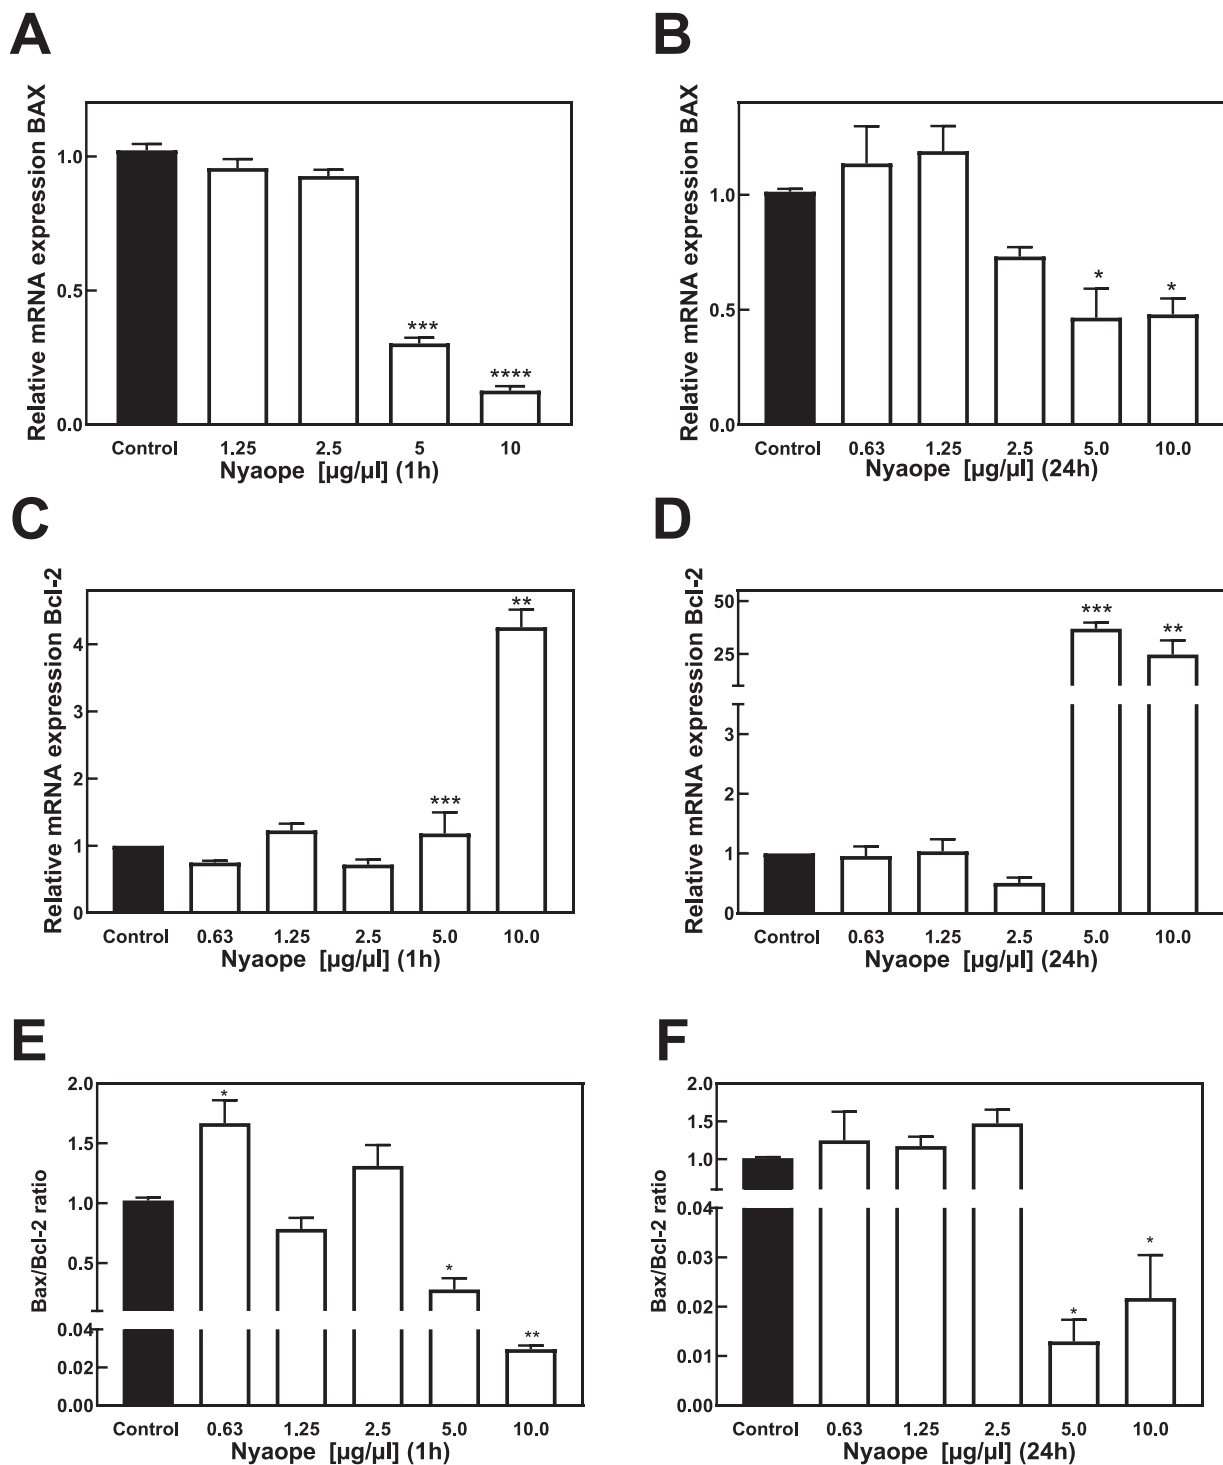 A
Relative mRNA expression BAX
1.0
0.5
0.0
***
****
Control 1.25 2.5 5 10
Nyaope [µg/µl] (1h)
B
Relative mRNA expression BAX
1.0
0.5
0.0
*
*
Control 0.63 1.25 2.5 5.0 10.0
Nyaope [µg/µl] (24h)
C
Relative mRNA expression Bcl-2
4
3
2
1
0
***
**
Control 0.63 1.25 2.5 5.0 10.0
Nyaope [µg/µl] (1h)
D
Relative mRNA expression Bcl-2
50
25
3
2
1
0
***
**
Control 0.63 1.25 2.5 5.0 10.0
Nyaope [µg/µl] (24h)
E
Bax/Bcl-2 ratio
2.0
1.5
1.0
0.5
0.04
0.02
0.00
*
*
**
Control 0.63 1.25 2.5 5.0 10.0
Nyaope [µg/µl] (1h)
F
Bax/Bcl-2 ratio
2.0
1.5
1.0
0.04
0.03
0.02
0.01
0.00
*
*
Control 0.63 1.25 2.5 5.0 10.0
Nyaope [µg/µl] (24h)